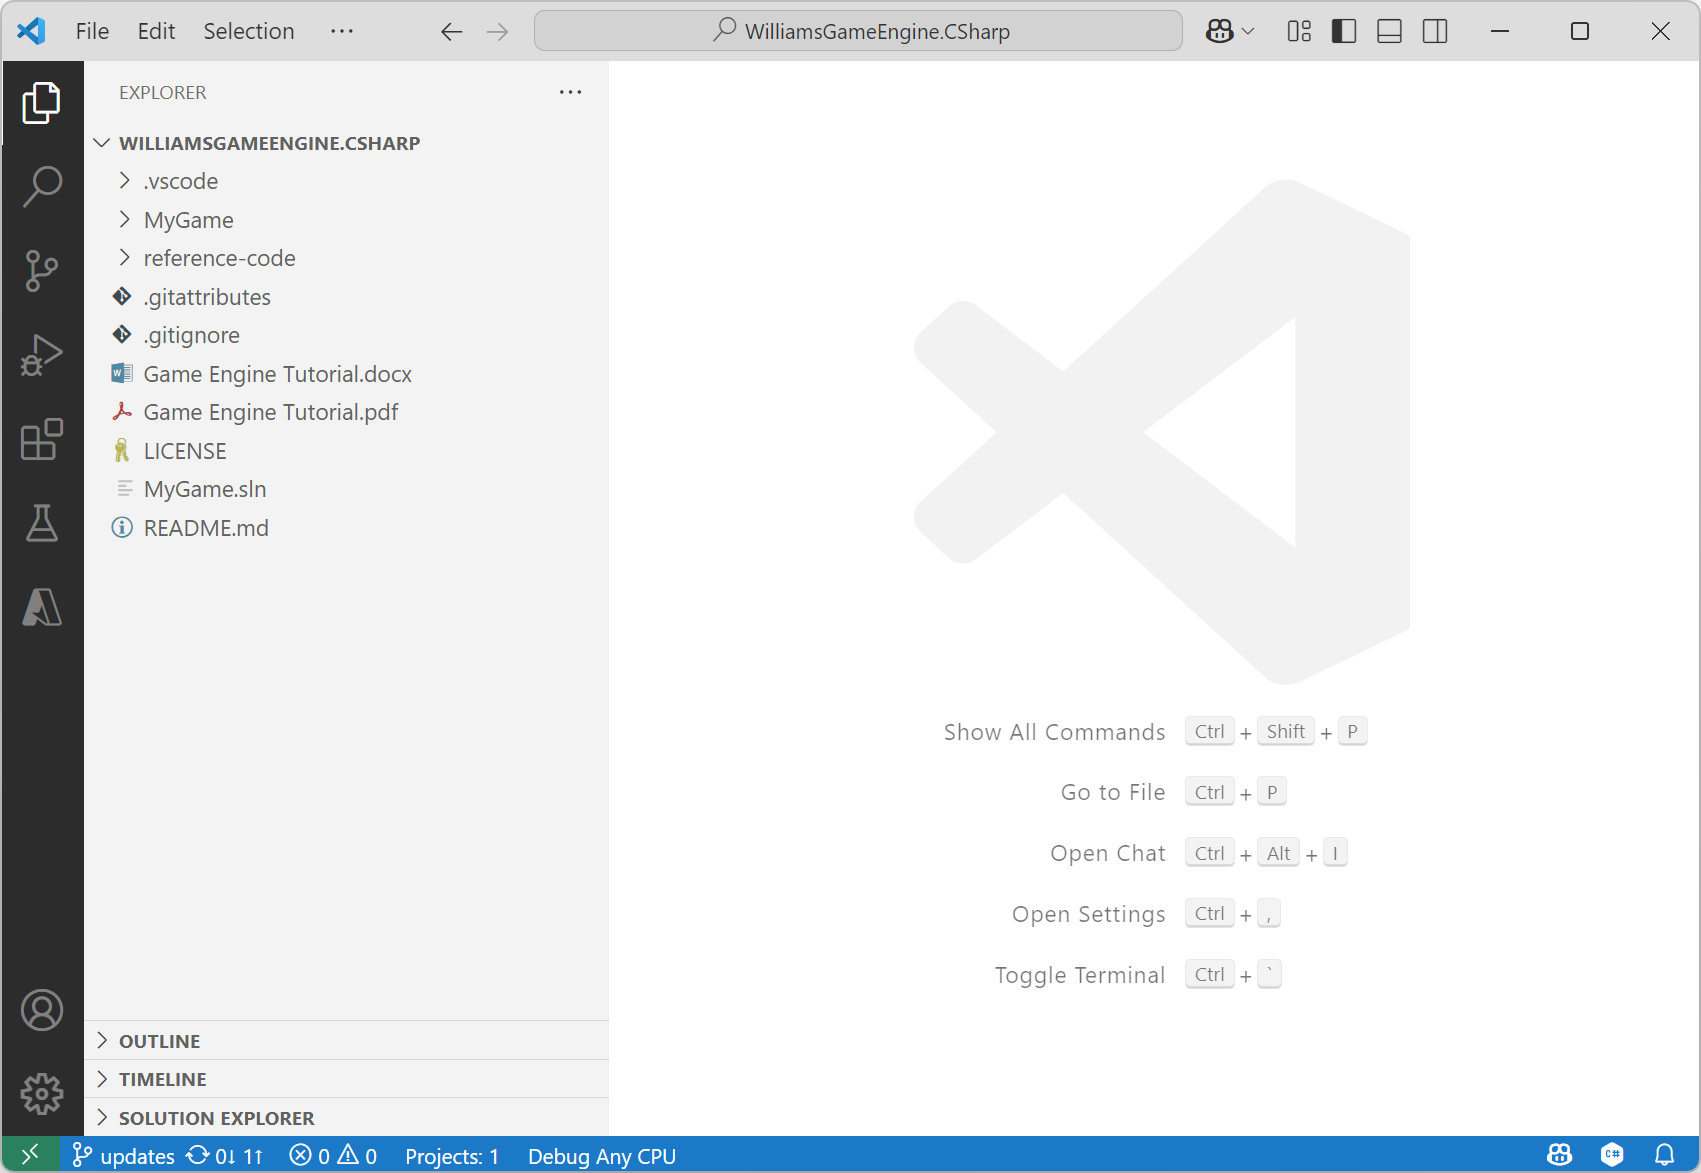 File Edit Selection ··· WilliamsGameEngine.CSharp
EXPLORER ···
WILLIAMSGAMEENGINE.CSHARP
.vscode
MyGame
reference-code
.gitattributes
.gitignore
Game Engine Tutorial.docx
Game Engine Tutorial.pdf
LICENSE
MyGame.sln
README.md
Show All Commands Ctrl + Shift + P
Go to File Ctrl + P
Open Chat Ctrl + Alt + I
Open Settings Ctrl + ,
Toggle Terminal Ctrl + `
OUTLINE
TIMELINE
SOLUTION EXPLORER
updates 0↓ 1↑ 0 0 Projects: 1 Debug Any CPU C#